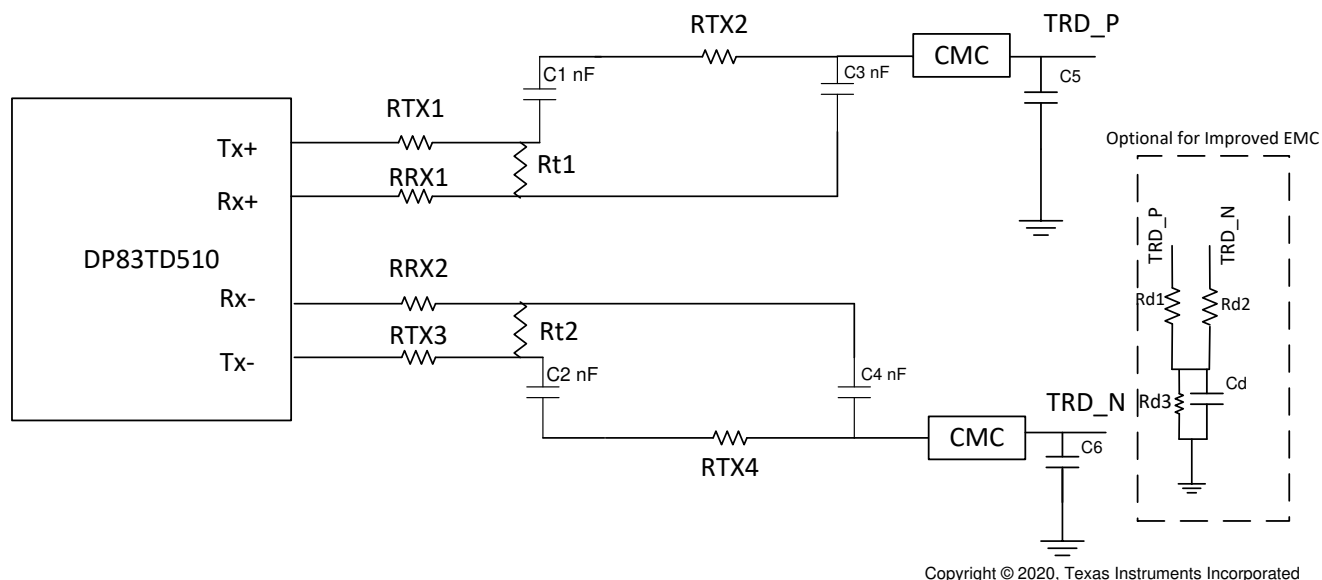 RTX2
TRD_P
CMC
C1 nF
C3 nF
C5
RTX1
Tx+
Rt1
RRX1
Rx+
DP83TD510
RRX2
Rx-
Rt2
RTX3
Tx-
C2 nF
C4 nF
TRD_N
CMC
C6
RTX4
Optional for Improved EMC
TRD_P
TRD_N
Rd1
Rd2
Rd3
Cd
Copyright © 2020, Texas Instruments Incorporated